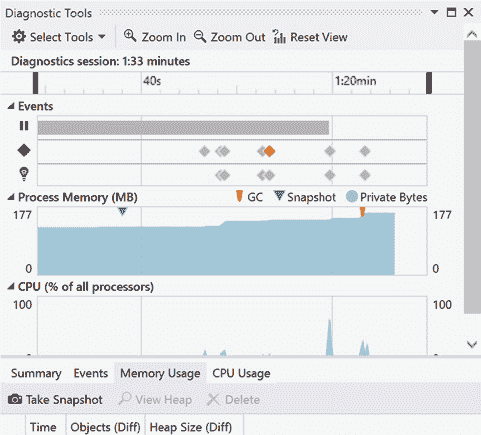 Diagnostic Tools
Select Tools Zoom In Zoom Out Reset View
Diagnostics session: 1:33 minutes
40s 1:20min
Events
Process Memory (MB) GC Snapshot Private Bytes
177 177
0 0
CPU (% of all processors)
100 100
Summary Events Memory Usage CPU Usage
Take Snapshot View Heap Delete
Time Objects (Diff) Heap Size (Diff)